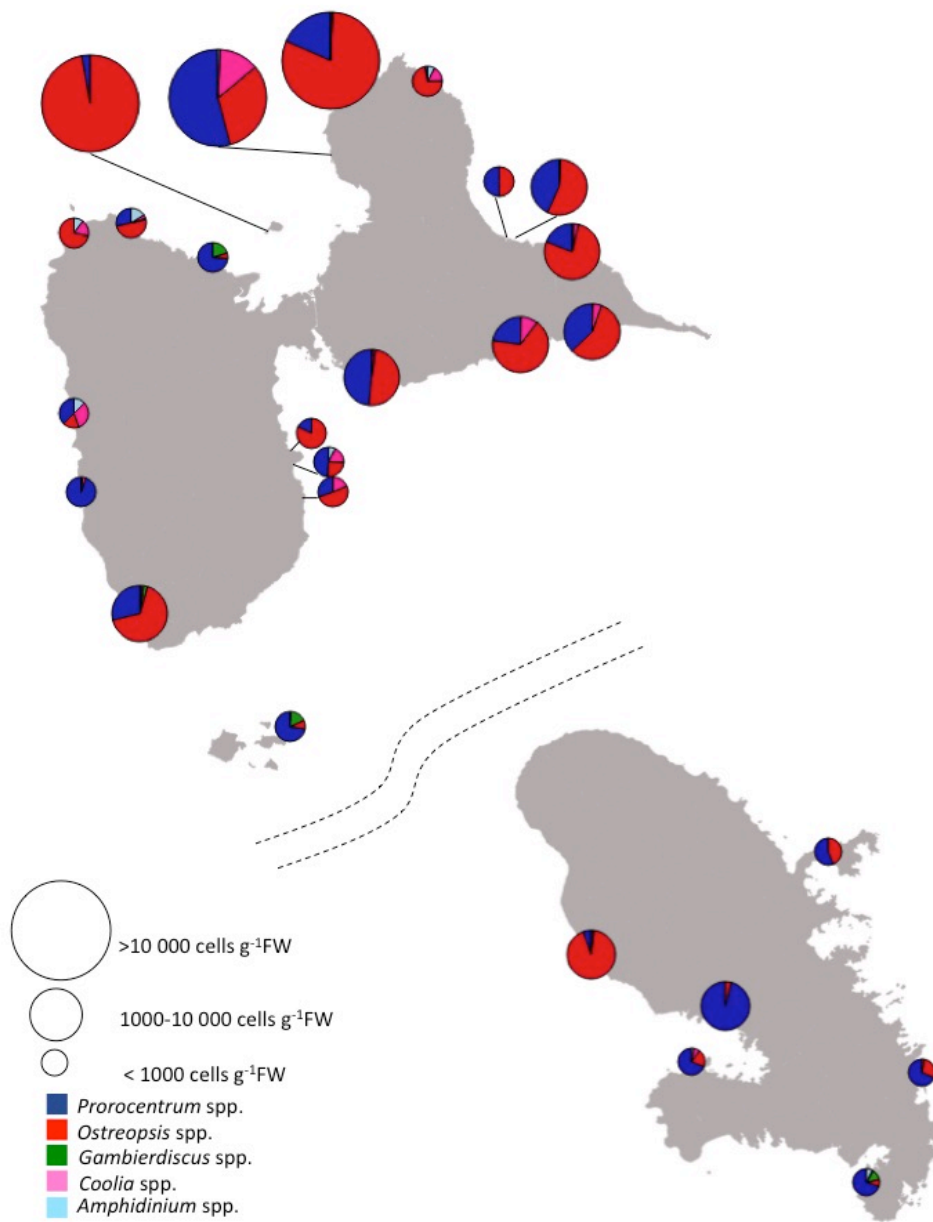 >10 000 cells g⁻¹FW
1000-10 000 cells g⁻¹FW
< 1000 cells g⁻¹FW
Prorocentrum spp.
Ostreopsis spp.
Gambierdiscus spp.
Coolia spp.
Amphidinium spp.